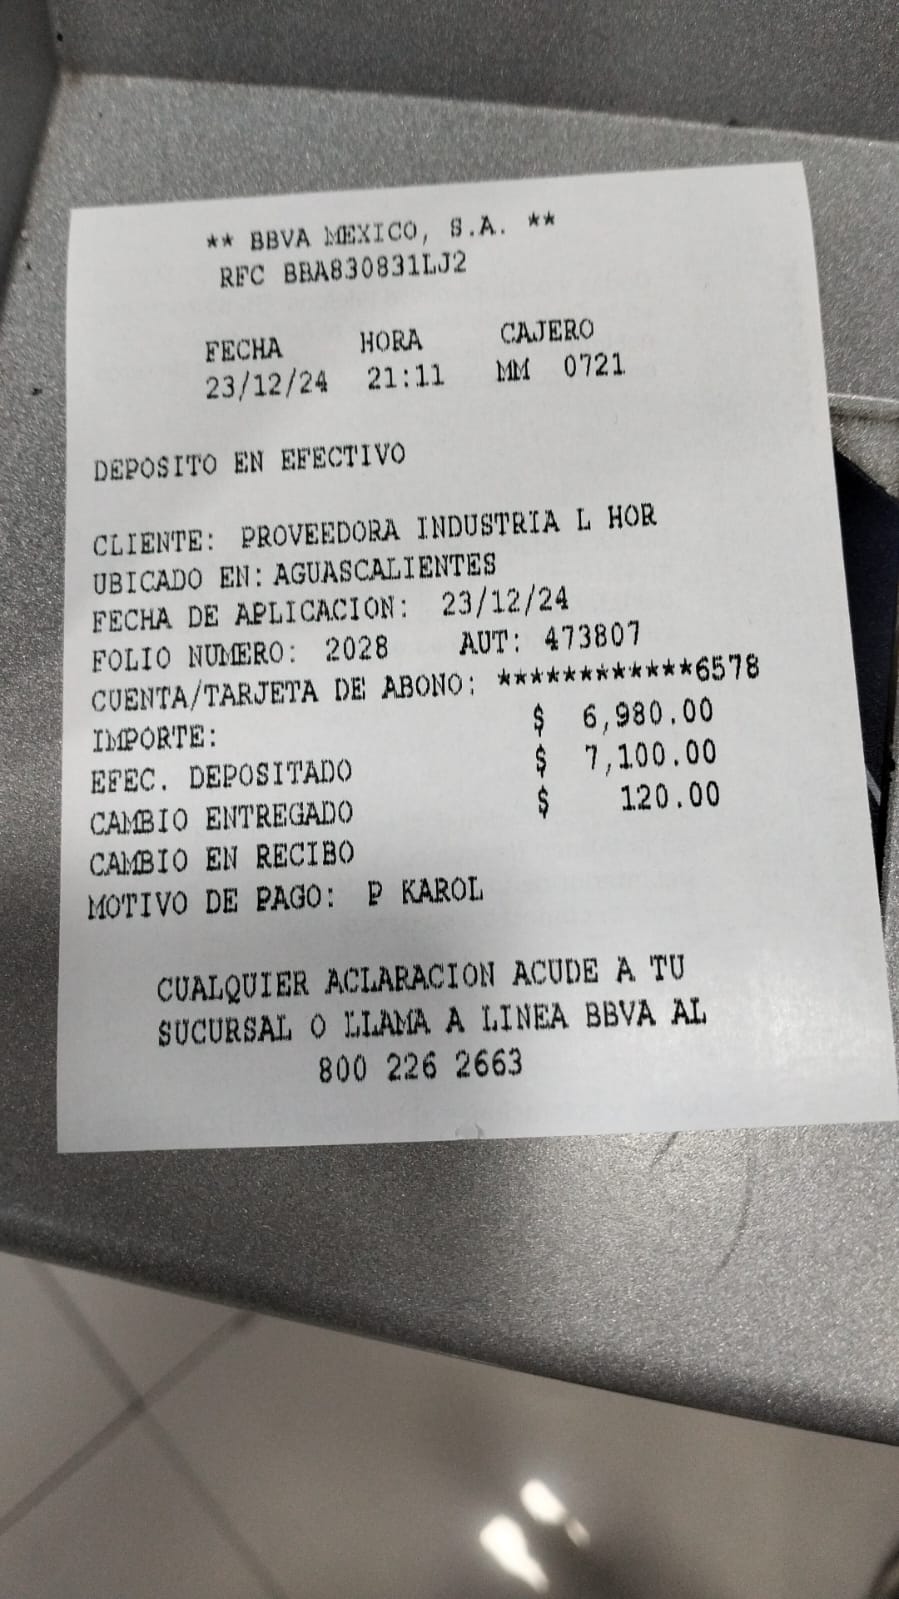 ** BBVA MEXICO, S.A. **
RFC BBA830831LJ2
FECHA HORA CAJERO
23/12/24 21:11 MM 0721
DEPOSITO EN EFECTIVO
CLIENTE: PROVEEDORA INDUSTRIA L HOR
UBICADO EN: AGUASCALIENTES
FECHA DE APLICACION: 23/12/24
FOLIO NUMERO: 2028 AUT: 473807
CUENTA/TARJETA DE ABONO: ************6578
IMPORTE: $ 6,980.00
EFEC. DEPOSITADO $ 7,100.00
CAMBIO ENTREGADO $ 120.00
CAMBIO EN RECIBO
MOTIVO DE PAGO: P KAROL
CUALQUIER ACLARACION ACUDE A TU
SUCURSAL O LLAMA A LINEA BBVA AL
800 226 2663